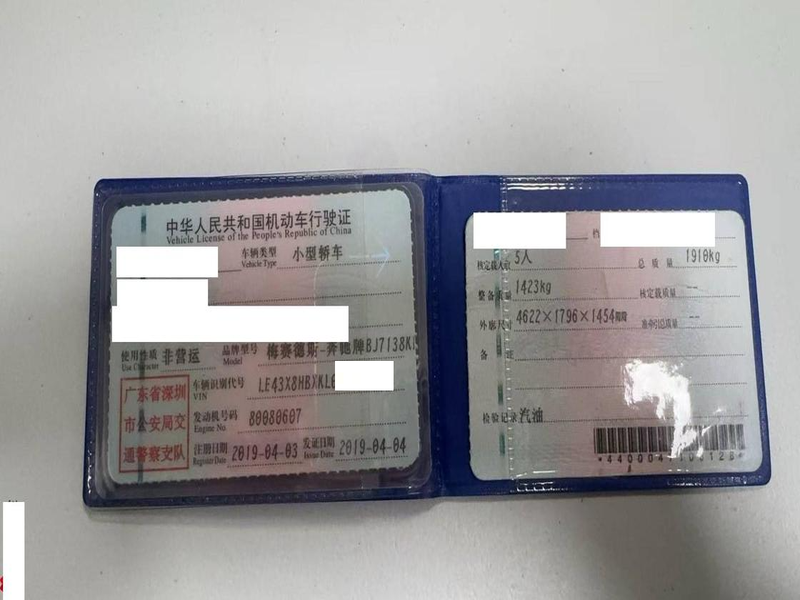 中华人民共和国机动车行驶证
Vehicle License of the People's Republic of China
车辆类型 小型轿车
Vehicle Type
使用性质 非营运 品牌型号 梅赛德斯-奔驰牌BJ7138K
Use Character Model
车辆识别代号 LE43X8HBXKL
VIN
广东省深圳
市公安局交
通警察支队
发动机号码 80080607
Engine No.
注册日期 2019-04-03 发证日期 2019-04-04
Register Date Issue Date
核定载人数 5人 总质量 1910kg
整备质量 1423kg 核定载质量
外廓尺寸 4622×1796×1454 准牵引总质量
备注
检验记录 汽油